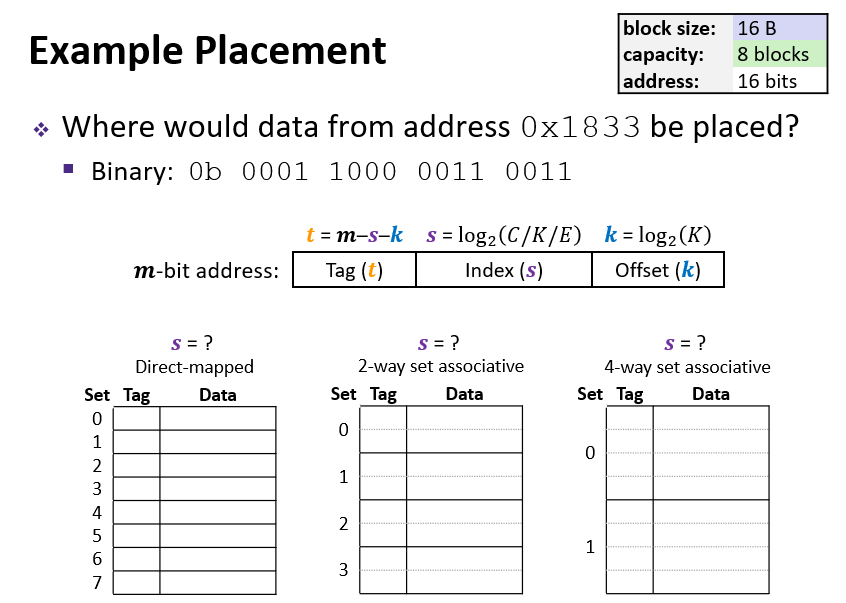 Example Placement
block size: 16 B
capacity: 8 blocks
address: 16 bits
❖ Where would data from address 0x1833 be placed?
▪ Binary: 0b 0001 1000 0011 0011
t = m–s–k s = log₂(C/K/E) k = log₂(K)
m-bit address: Tag (t) Index (s) Offset (k)
s = ? s = ? s = ?
Direct-mapped 2-way set associative 4-way set associative
Set Tag Data Set Tag Data Set Tag Data
0
1
2
3
4
5
6
7
0
1
2
3
0
1